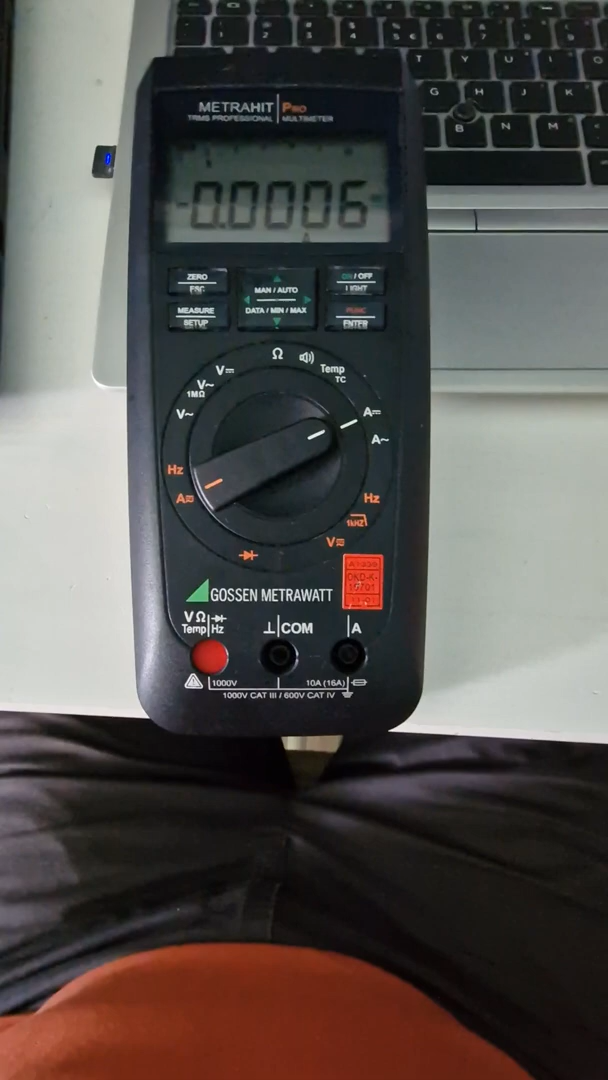 METRAHIT | PRO
TRMS PROFESSIONAL | MULTIMETER
-0.0006
A
ZERO
ESC
MAN / AUTO
DATA / MIN / MAX
ON / OFF
LIGHT
MEASURE
SETUP
FUNC
ENTER
Ω
Temp
TC
V⎓
V~
1MΩ
V~
A⎓
A~
Hz
A≂
Hz
1kHz
V≂
GOSSEN METRAWATT
V Ω
Temp Hz
⊥ COM
A
1000V
10A (16A)
1000V CAT III / 600V CAT IV
T
Y
U
I
G
H
J
K
B
N
M